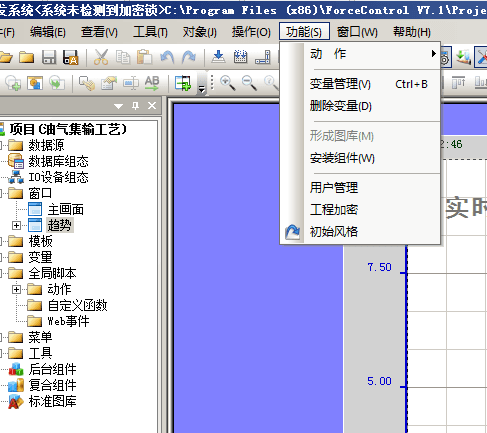 发系统<系统未检测到加密锁>C:\Program Files (x86)\ForceControl V7.1\Proje
(F) 编辑(E) 查看(V) 工具(T) 对象(J) 操作(O) 功能(S) 窗口(W) 帮助(H)
动 作
变量管理(V) Ctrl+B
删除变量(D)
形成图库(M)
安装组件(W)
用户管理
工程加密
初始风格
项目(油气集输工艺)
数据源
数据库组态
IO设备组态
窗口
主画面
趋势
模板
变量
全局脚本
动作
自定义函数
Web事件
菜单
工具
后台组件
复合组件
标准图库
AB
2:46
实时
7.50
5.00